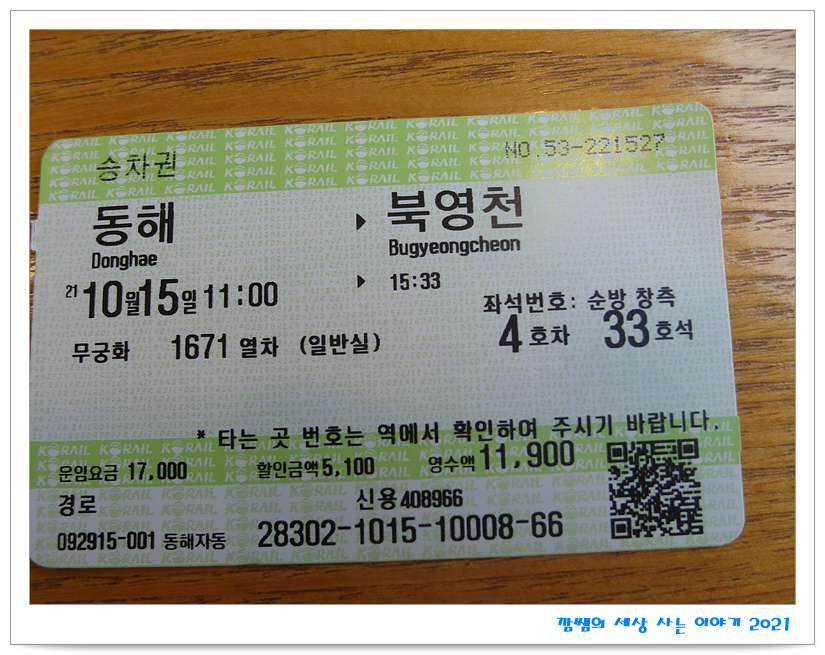 승차권 NO.53-221527
동해 ▶ 북영천
Donghae Bugyeongcheon
21 10월15일 11:00 ▶ 15:33
좌석번호: 순방 창측
무궁화 1671 열차 (일반실) 4호차 33호석
* 타는 곳 번호는 역에서 확인하여 주시기 바랍니다.
운임요금 17,000 할인금액 5,100 영수액 11,900
경로 신용 408966
092915-001 동해자동 28302-1015-10008-66
KORAIL
깜쌤의 세상 사는 이야기 2021